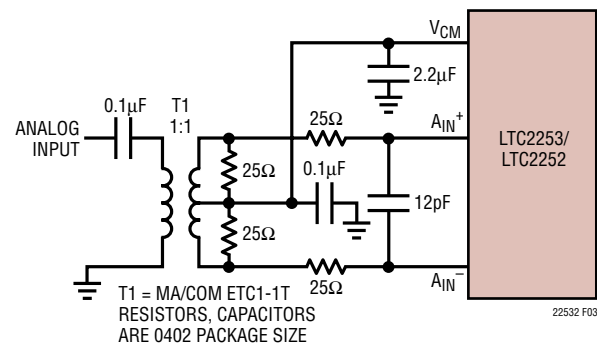 V_CM
2.2μF
0.1μF
T1
1:1
25Ω
A_IN^+
ANALOG
INPUT
LTC2253/
LTC2252
25Ω
0.1μF
12pF
25Ω
25Ω
A_IN^–
T1 = MA/COM ETC1-1T
RESISTORS, CAPACITORS
ARE 0402 PACKAGE SIZE
22532 F03